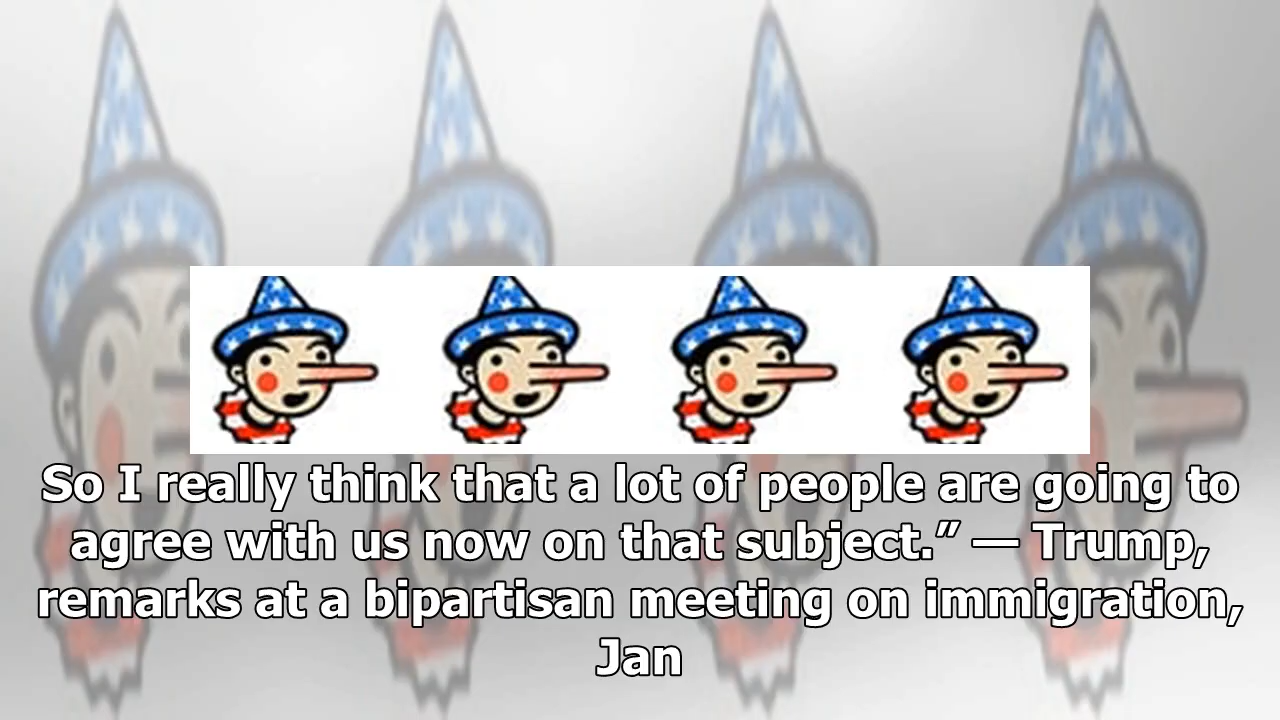 So I really think that a lot of people are going to
agree with us now on that subject.” — Trump,
remarks at a bipartisan meeting on immigration,
Jan